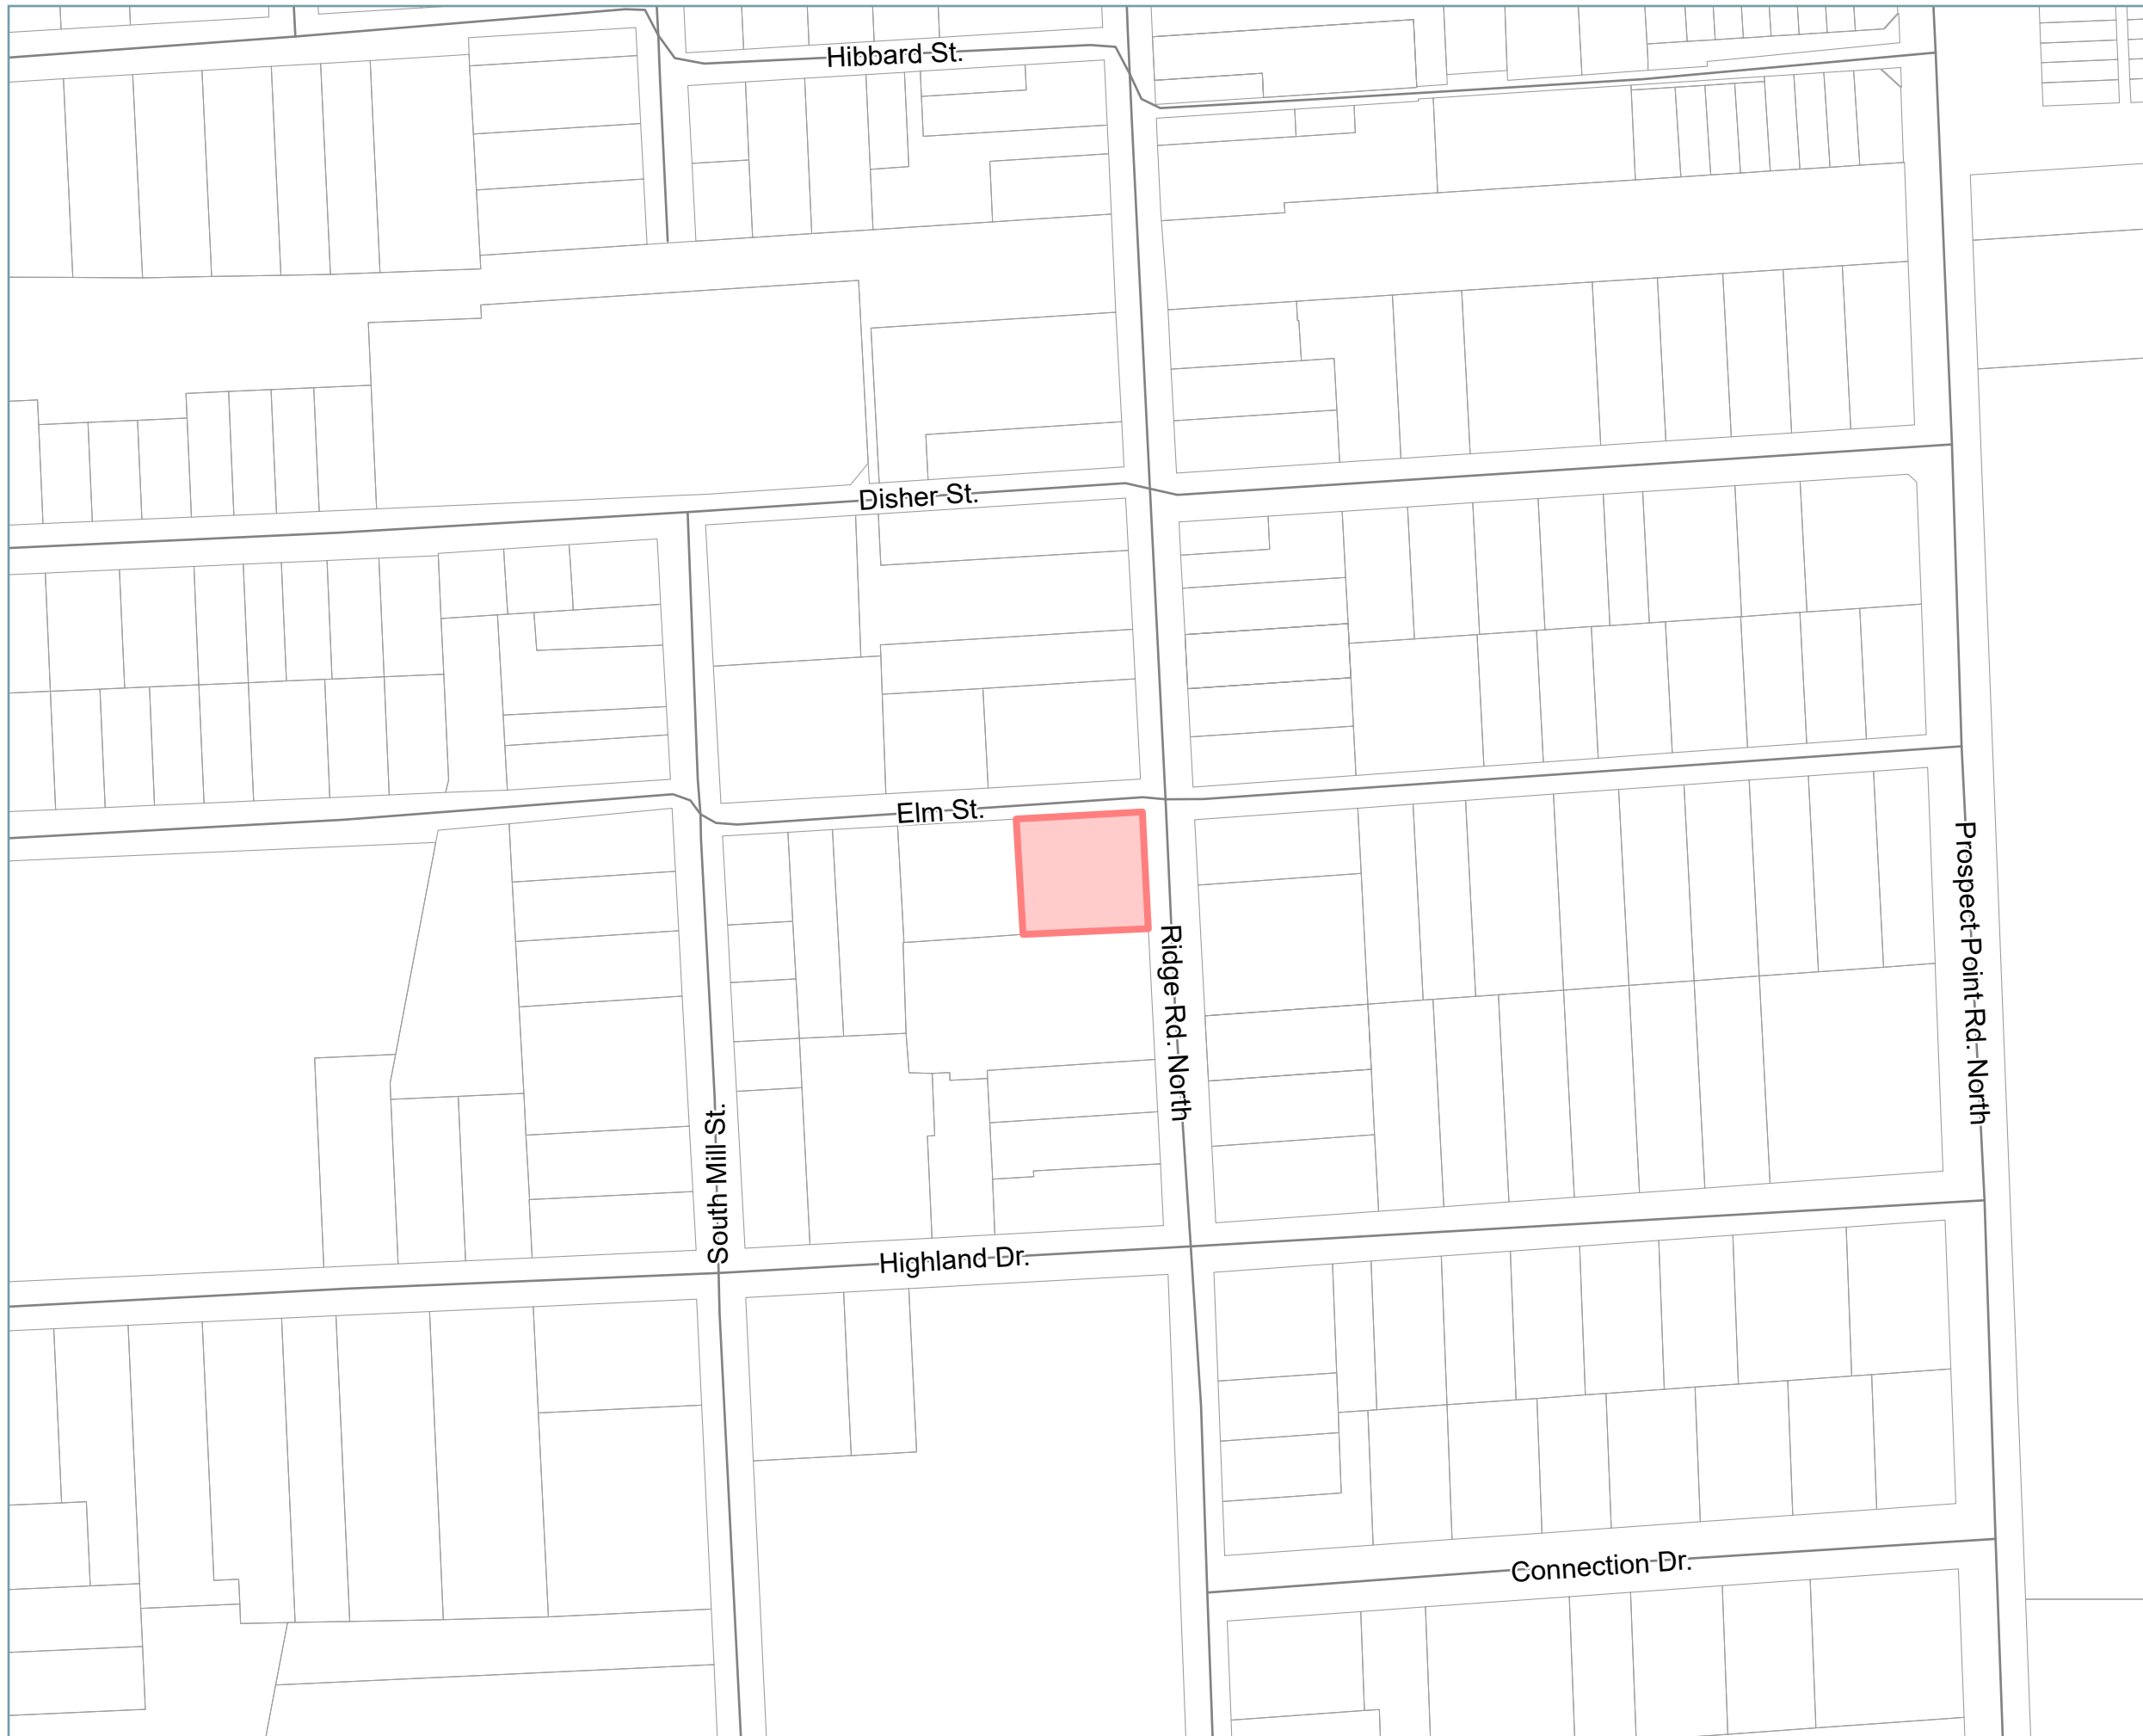 Hibbard St.
Disher St.
Elm St.
Prospect Point Rd. North
Ridge Rd. North
South Mill St.
Highland Dr.
Connection Dr.